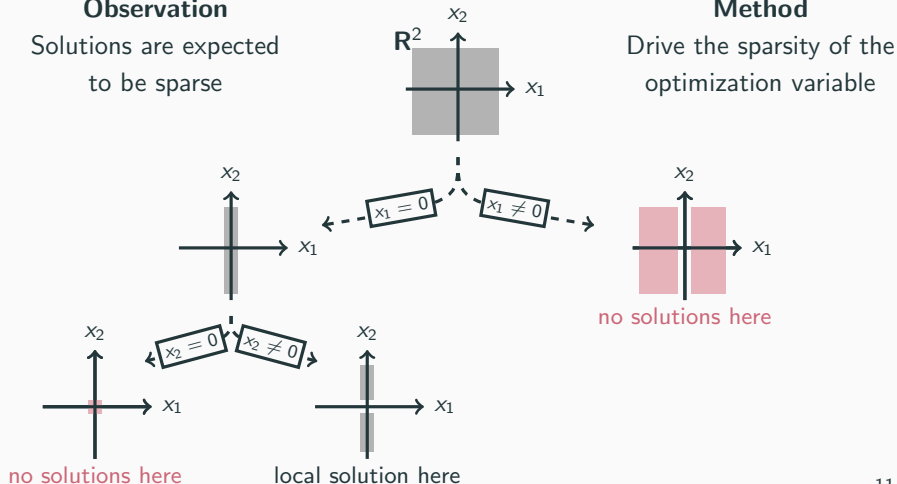 Observation
Solutions are expected
to be sparse
Method
Drive the sparsity of the
optimization variable
R²
x₂
x₁
x₁ = 0
x₁ ≠ 0
x₂
x₁
x₂
x₁
no solutions here
x₂ = 0
x₂ ≠ 0
x₂
x₁
no solutions here
x₂
x₁
local solution here
11